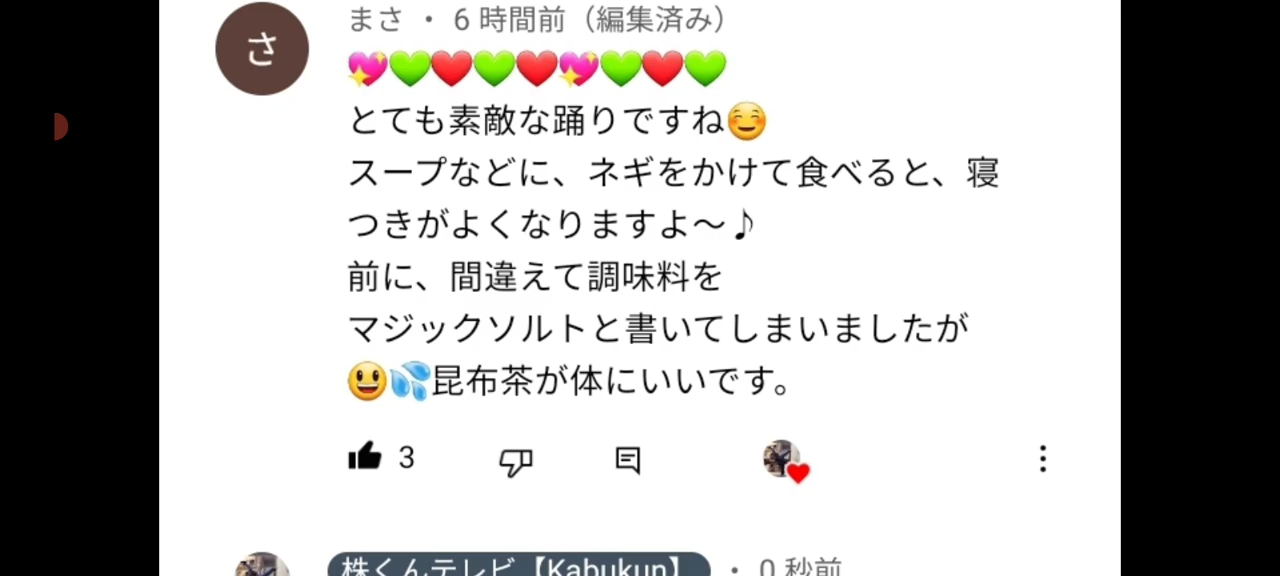 さ
まさ ・ 6 時間前（編集済み）
💖💚❤️💚❤️💖💚❤️💚
とても素敵な踊りですね☺️
スープなどに、ネギをかけて食べると、寝
つきがよくなりますよ〜♪
前に、間違えて調味料を
マジックソルトと書いてしまいましたが
😃💦昆布茶が体にいいです。
3
株くんテレビ【Kabukun】 ・ 0 秒前